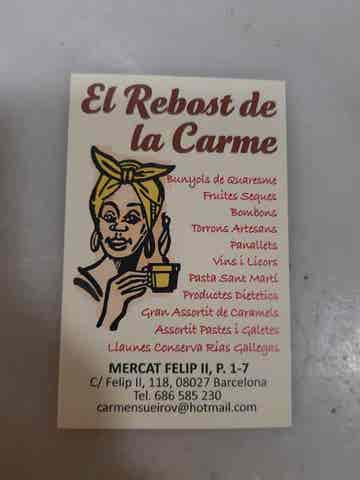 El Rebost de
la Carme
Bunyols de Quaresme
Fruites Seques
Bombons
Torrons Artesans
Panallets
Vins i Licors
Pasta Sant Martí
Productes Dietetics
Gran Assortit de Caramels
Assortit Pastes i Galetes
Llaunes Conserva Rias Gallegas
MERCAT FELIP II, P. 1-7
C/ Felip II, 118, 08027 Barcelona
Tel. 686 585 230
carmensueirov@hotmail.com